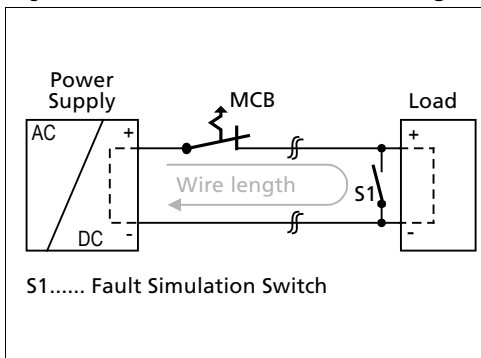 Power
Supply
MCB
Load
AC
+
+
Wire length
S1
-
-
DC
S1...... Fault Simulation Switch